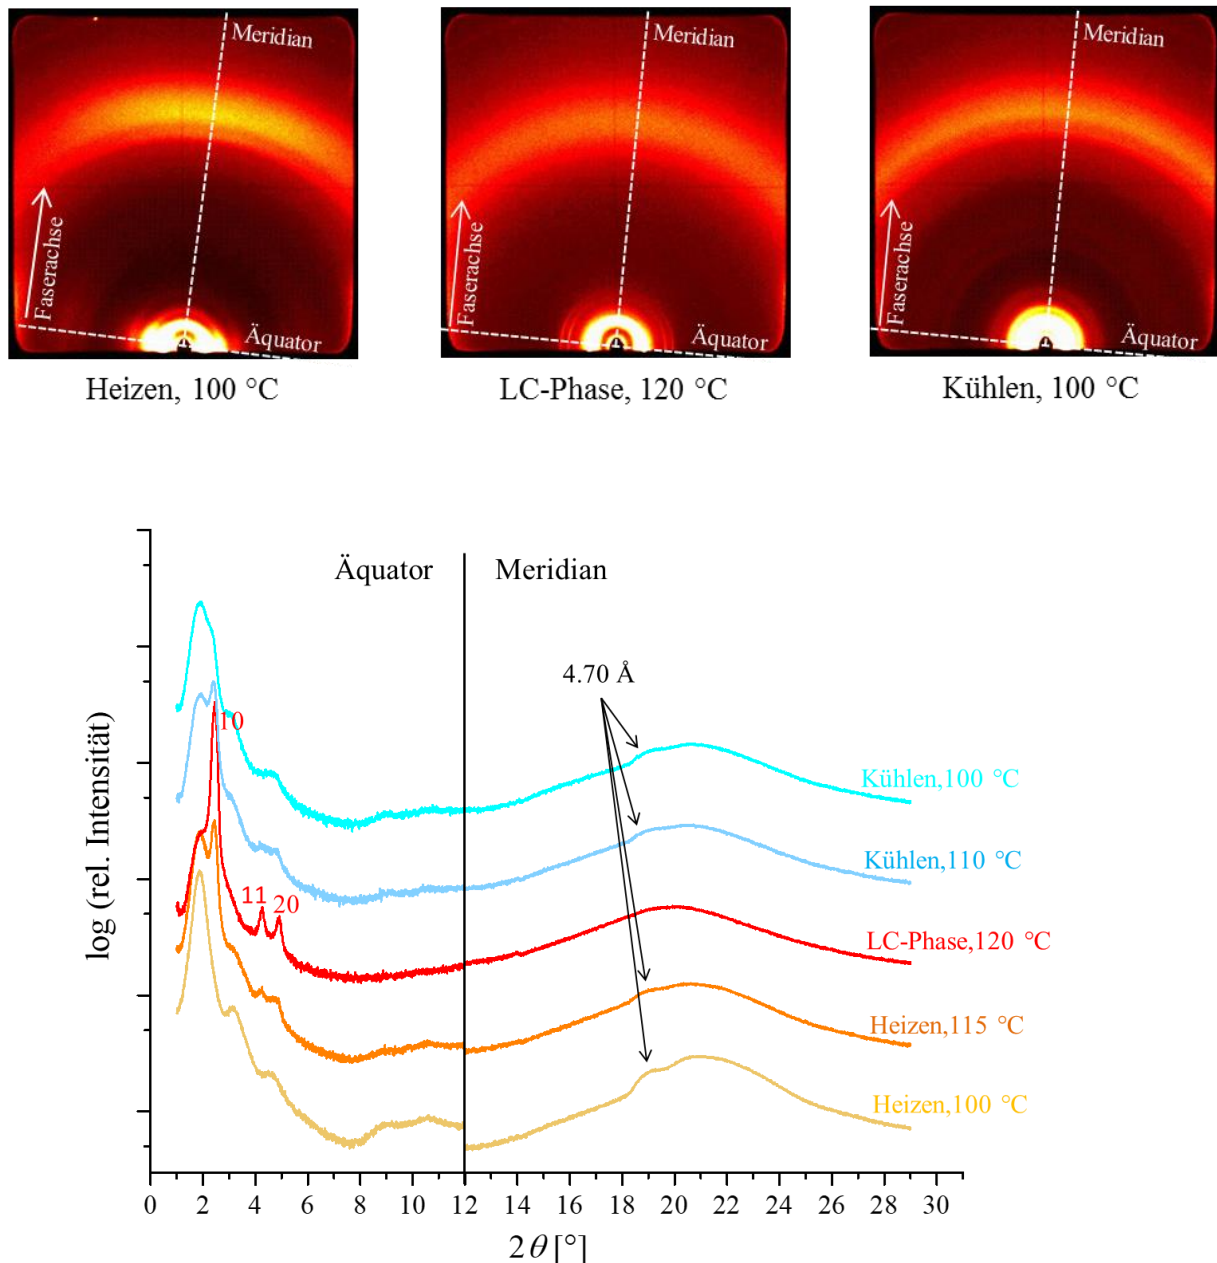 Meridian
Faserachse
Äquator
Heizen, 100 °C
Meridian
Faserachse
Äquator
LC-Phase, 120 °C
Meridian
Faserachse
Äquator
Kühlen, 100 °C
Äquator
Meridian
4.70 Å
10
11
20
Kühlen,100 °C
Kühlen,110 °C
LC-Phase,120 °C
Heizen,115 °C
Heizen,100 °C
log (rel. Intensität)
0 2 4 6 8 10 12 14 16 18 20 22 24 26 28 30
2θ [°]